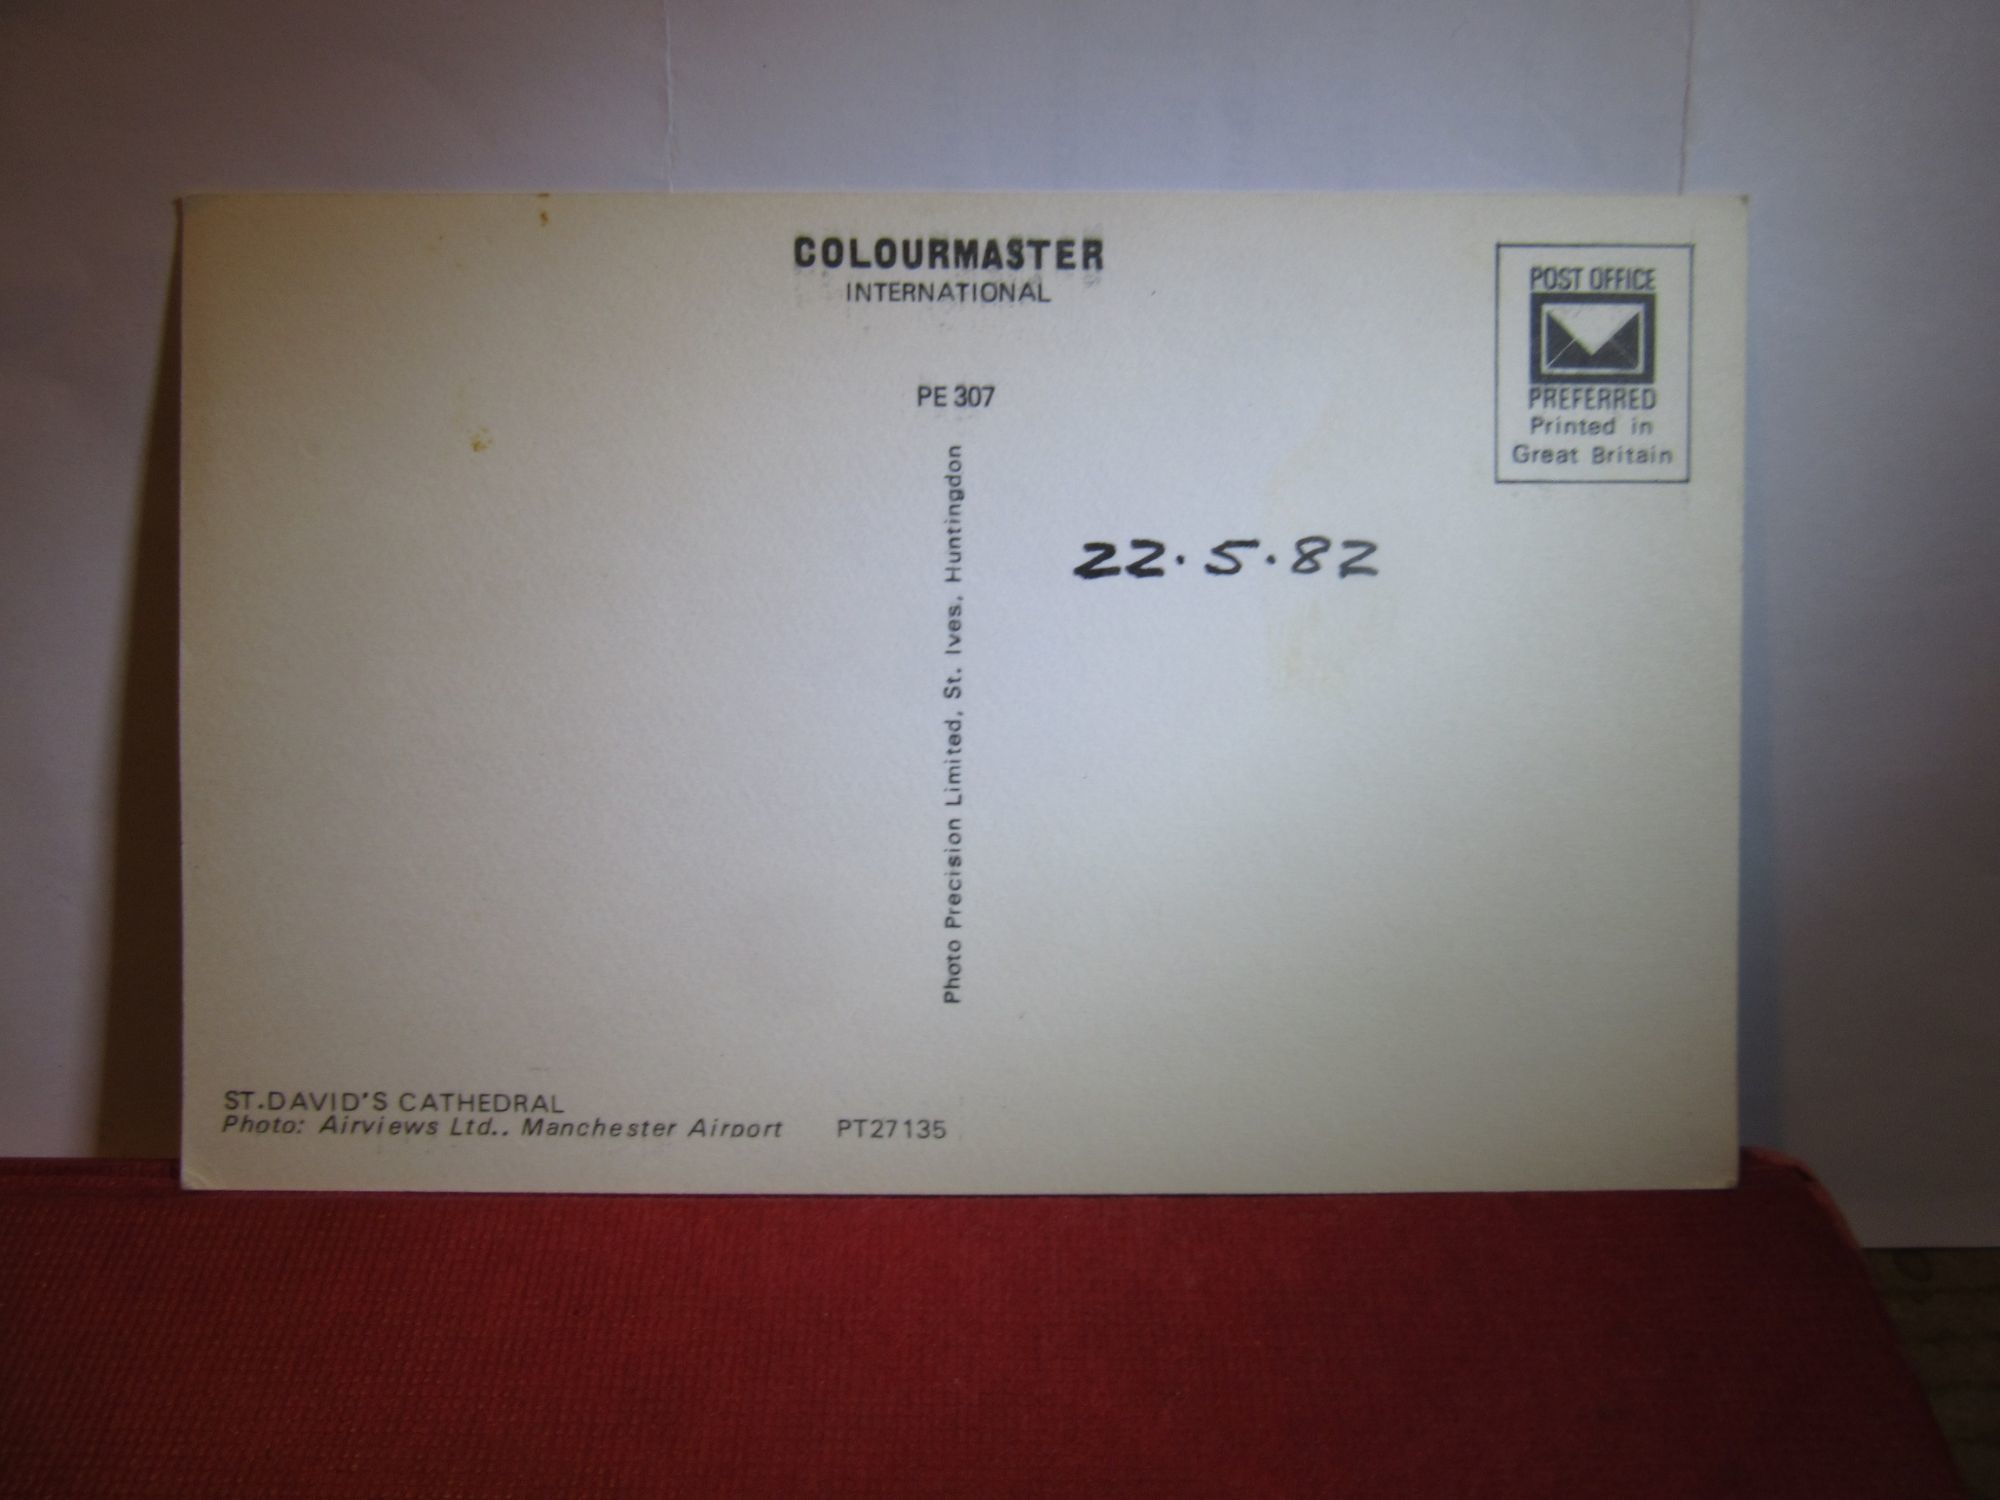 COLOURMASTER
INTERNATIONAL
POST OFFICE
PREFERRED
Printed in
Great Britain
PE 307
Photo Precision Limited, St. Ives, Huntingdon
22.5.82
ST.DAVID'S CATHEDRAL
Photo: Airviews Ltd., Manchester Airport PT27135